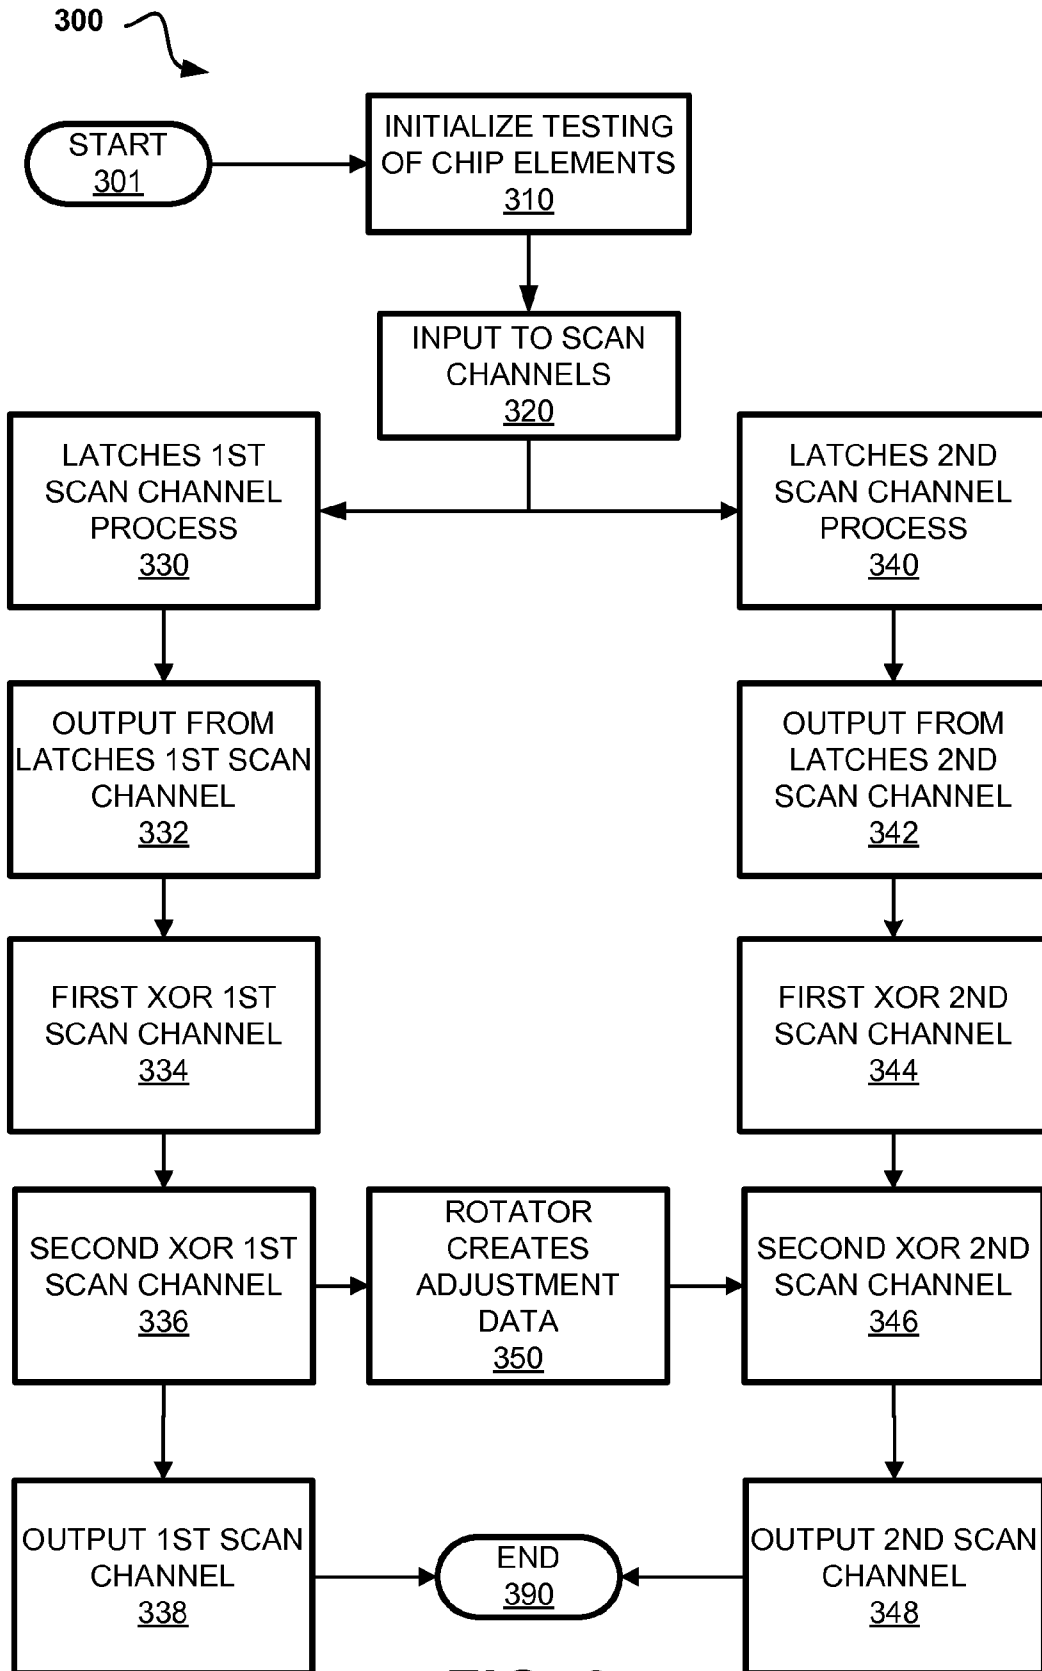 300
START
301
INITIALIZE TESTING
OF CHIP ELEMENTS
310
INPUT TO SCAN
CHANNELS
320
LATCHES 1ST
SCAN CHANNEL
PROCESS
330
LATCHES 2ND
SCAN CHANNEL
PROCESS
340
OUTPUT FROM
LATCHES 1ST SCAN
CHANNEL
332
OUTPUT FROM
LATCHES 2ND
SCAN CHANNEL
342
FIRST XOR 1ST
SCAN CHANNEL
334
FIRST XOR 2ND
SCAN CHANNEL
344
SECOND XOR 1ST
SCAN CHANNEL
336
ROTATOR
CREATES
ADJUSTMENT
DATA
350
SECOND XOR 2ND
SCAN CHANNEL
346
OUTPUT 1ST SCAN
CHANNEL
338
END
390
OUTPUT 2ND SCAN
CHANNEL
348